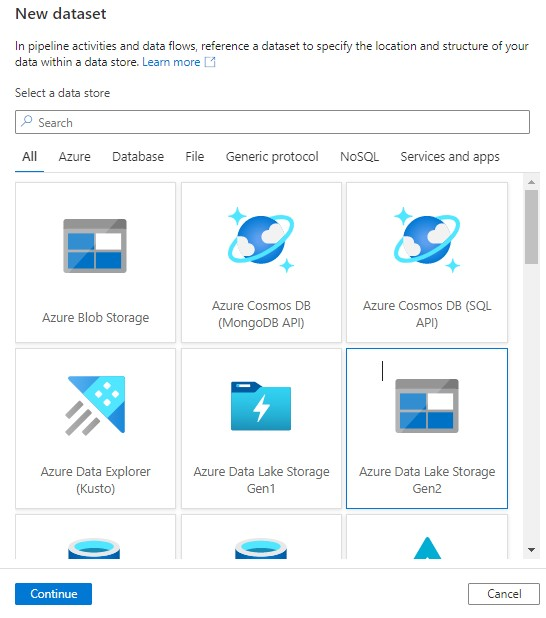 New dataset
In pipeline activities and data flows, reference a dataset to specify the location and structure of your
data within a data store. Learn more
Select a data store
Search
All Azure Database File Generic protocol NoSQL Services and apps
Azure Blob Storage
Azure Cosmos DB
(MongoDB API)
Azure Cosmos DB (SQL
API)
Azure Data Explorer
(Kusto)
Azure Data Lake Storage
Gen1
Azure Data Lake Storage
Gen2
Continue
Cancel